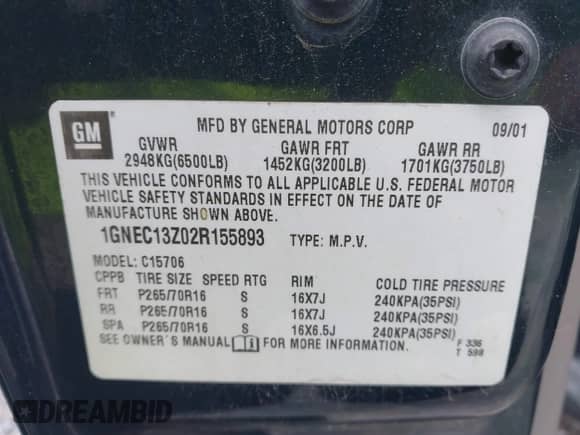 GM
MFD BY GENERAL MOTORS CORP 09/01
GVWR GAWR FRT GAWR RR
2948KG(6500LB) 1452KG(3200LB) 1701KG(3750LB)
THIS VEHICLE CONFORMS TO ALL APPLICABLE U.S. FEDERAL MOTOR
VEHICLE SAFETY STANDARDS IN EFFECT ON THE DATE OF
MANUFACTURE SHOWN ABOVE.
1GNEC13Z02R155893 TYPE: M.P.V.
MODEL: C15706
CPPB TIRE SIZE SPEED RTG RIM COLD TIRE PRESSURE
FRT P265/70R16 S 16X7J 240KPA(35PSI)
RR P265/70R16 S 16X7J 240KPA(35PSI)
SPA P265/70R16 S 16X6.5J 240KPA(35PSI)
SEE OWNER'S MANUAL FOR MORE INFORMATION. F 336
T 598
DREAMBID